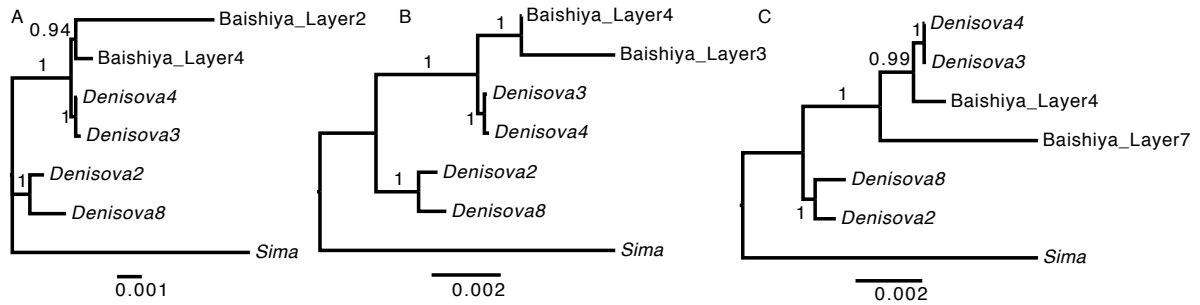 A
Baishiya_Layer2
0.94
Baishiya_Layer4
1
Denisova4
1
Denisova3
1
Denisova2
Denisova8
Sima
0.001
B
Baishiya_Layer4
1
Baishiya_Layer3
1
Denisova3
1
Denisova4
1
Denisova2
Denisova8
Sima
0.002
C
Denisova4
1
0.99
Denisova3
1
Baishiya_Layer4
Baishiya_Layer7
Denisova8
1
Denisova2
Sima
0.002